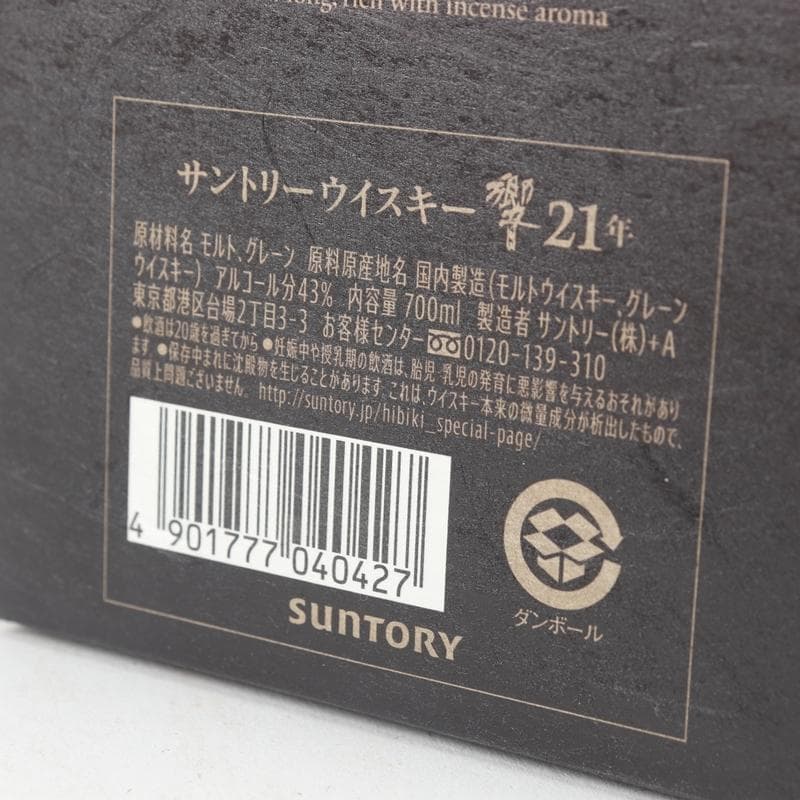 long, rich with incense aroma
サントリーウイスキー 響 21年
原材料名 モルト、グレーン 原料原産地名 国内製造(モルトウイスキー、グレーン
ウイスキー) アルコール分43% 内容量 700ml 製造者 サントリー(株)+A
東京都港区台場2丁目3-3 お客様センター 0120-139-310
●飲酒は20歳を過ぎてから ●妊娠中や授乳期の飲酒は、胎児・乳児の発育に悪影響を与えるおそれがあり
ます。●保存中まれに沈殿物を生じることがあります。これは、ウイスキー本来の微量成分が析出したもので、
品質上問題ございません。 http://suntory.jp/hibiki_special-page/
4 901777 040427
ダンボール
SUNTORY